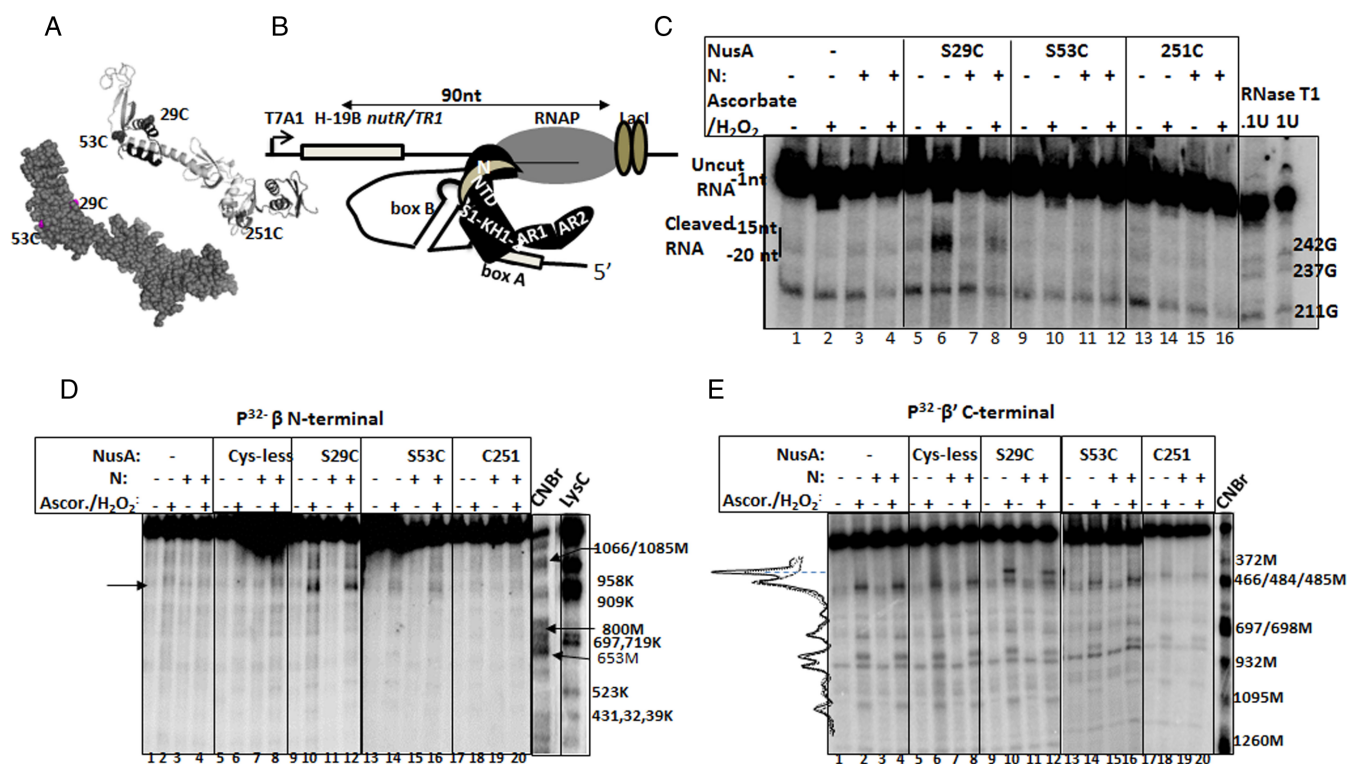 A
29C
53C
251C
29C
53C
B
90nt
T7A1 H-19B nutR/TR1 RNAP LacI
N
NTD
S1-KH1-AR1 AR2
box B
box A
5’
C
NusA - S29C S53C 251C
N: - - + + - - + + - - + + - - + +
Ascorbate
/H2O2 - + - + - + - + - + - + - + - +
RNase T1
.1U 1U
Uncut
RNA
-1nt
Cleaved
RNA
-15nt
-20 nt
242G
237G
211G
1 2 3 4 5 6 7 8 9 10 11 12 13 14 15 16
D
P32- β N-terminal
NusA: - Cys-less S29C S53C C251
N: - - + + - - + + - - + + - - + + - - + +
Ascor./H2O2: - + - + - + - + - + - + - + - + - + - +
CNBr
LysC
1066/1085M
958K
909K
800M
697,719K
653M
523K
431,32,39K
1 2 3 4 5 6 7 8 9 10 11 12 13 14 15 16 17 18 19 20
E
P32 -β’ C-terminal
NusA: - Cys-less S29C S53C C251
N: - - + + - - + + - - + + - - + + - - + +
Ascor./H2O2: - + - + - + - + - + - + - + - + - + - +
CNBr
372M
466/484/485M
697/698M
932M
1095M
1260M
1 2 3 4 5 6 7 8 9 10 11 12 13 14 15 16 17 18 19 20